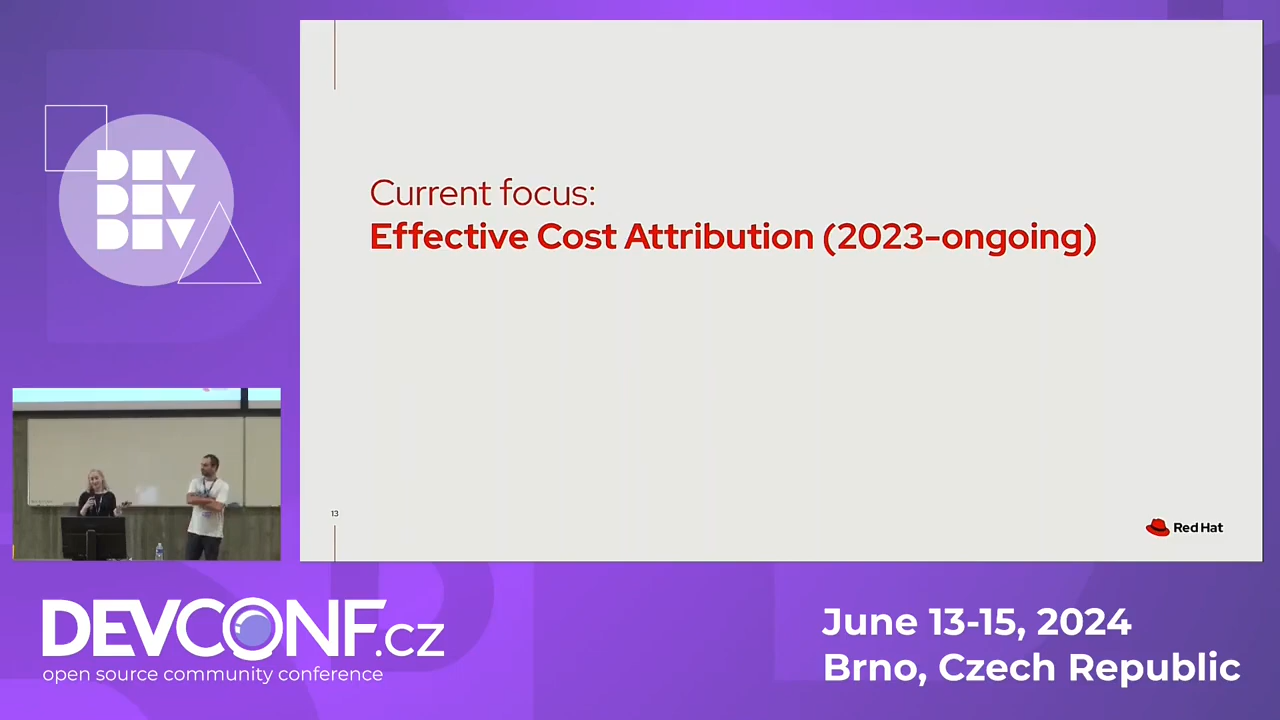 DEV
DEV
DEV
Current focus:
Effective Cost Attribution (2023-ongoing)
13
Red Hat
DEVCONF.cz
open source community conference
June 13-15, 2024
Brno, Czech Republic